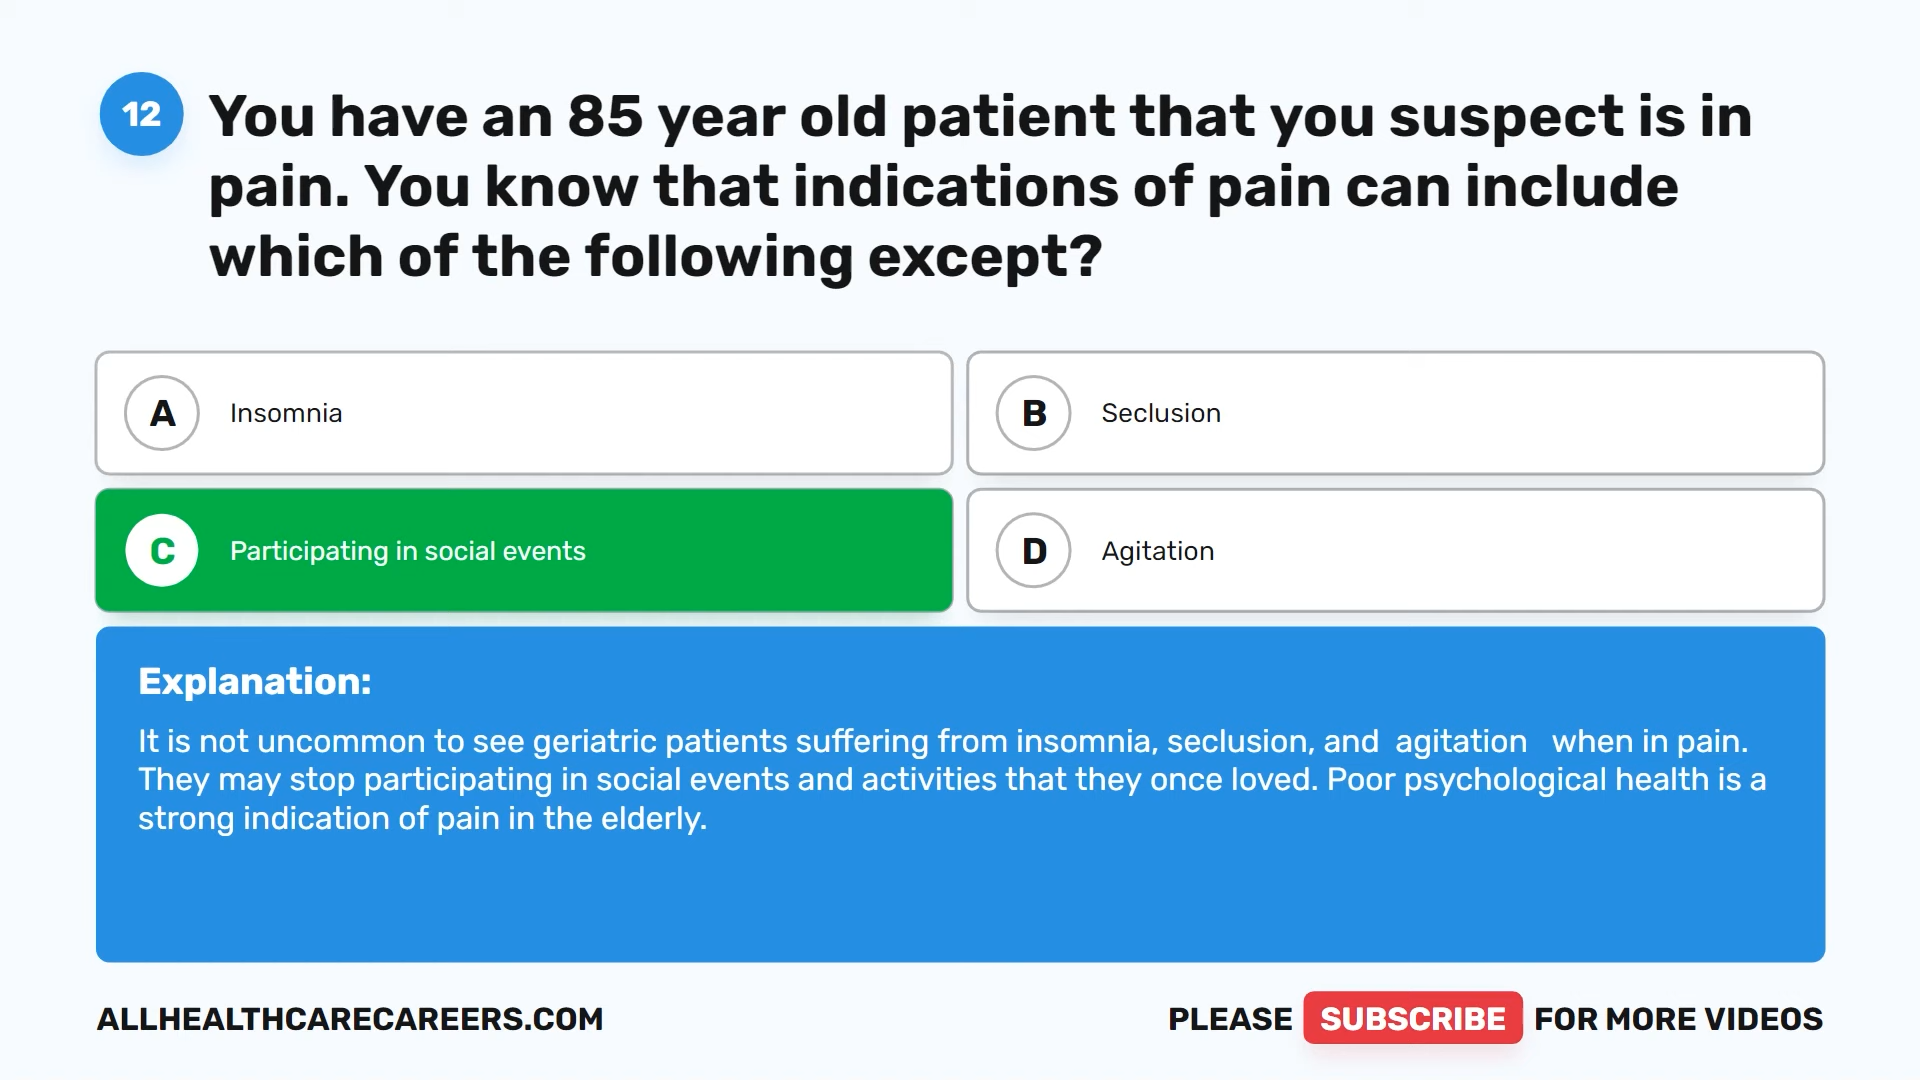 12
You have an 85 year old patient that you suspect is in
pain. You know that indications of pain can include
which of the following except?
A Insomnia
B Seclusion
C Participating in social events
D Agitation
Explanation:
It is not uncommon to see geriatric patients suffering from insomnia, seclusion, and agitation when in pain.
They may stop participating in social events and activities that they once loved. Poor psychological health is a
strong indication of pain in the elderly.
ALLHEALTHCARECAREERS.COM
PLEASE SUBSCRIBE FOR MORE VIDEOS